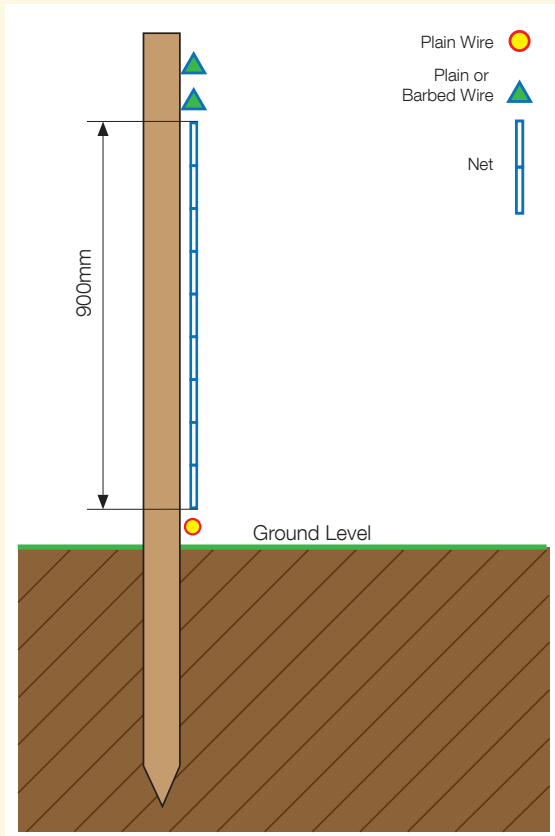 Plain Wire
Plain or
Barbed Wire
Net
900mm
Ground Level